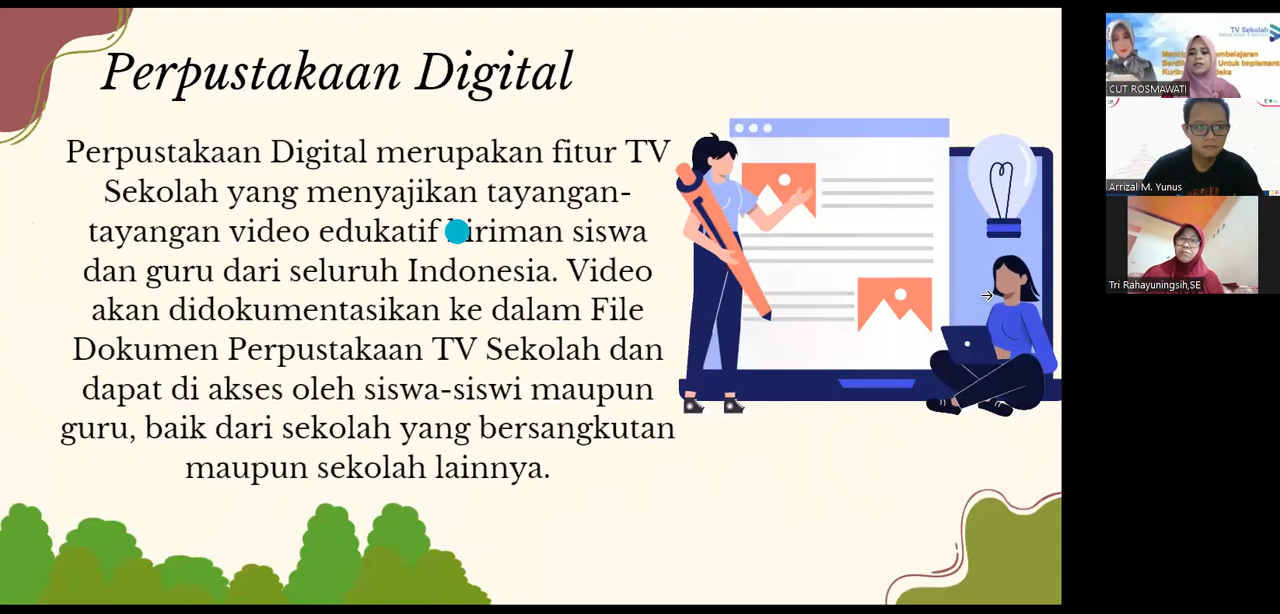 Perpustakaan Digital
Perpustakaan Digital merupakan fitur TV
Sekolah yang menyajikan tayangan-
tayangan video edukatif kiriman siswa
dan guru dari seluruh Indonesia. Video
akan didokumentasikan ke dalam File
Dokumen Perpustakaan TV Sekolah dan
dapat di akses oleh siswa-siswi maupun
guru, baik dari sekolah yang bersangkutan
maupun sekolah lainnya.
TV Sekolah
Untuk
CUT ROSMAWATI
Arrizal M. Yunus
Tri Rahayuningsih,SE